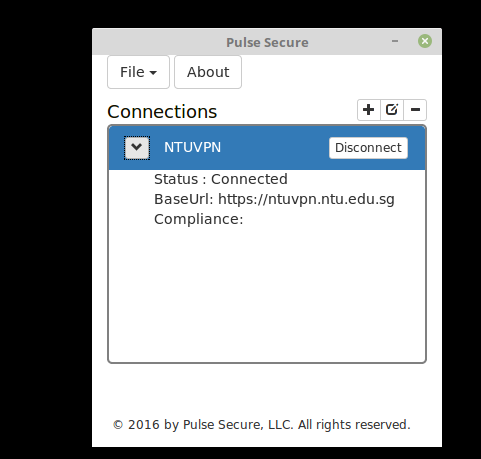 Pulse Secure
File About
Connections
NTUVPN Disconnect
Status : Connected
BaseUrl: https://ntuvpn.ntu.edu.sg
Compliance:
© 2016 by Pulse Secure, LLC. All rights reserved.